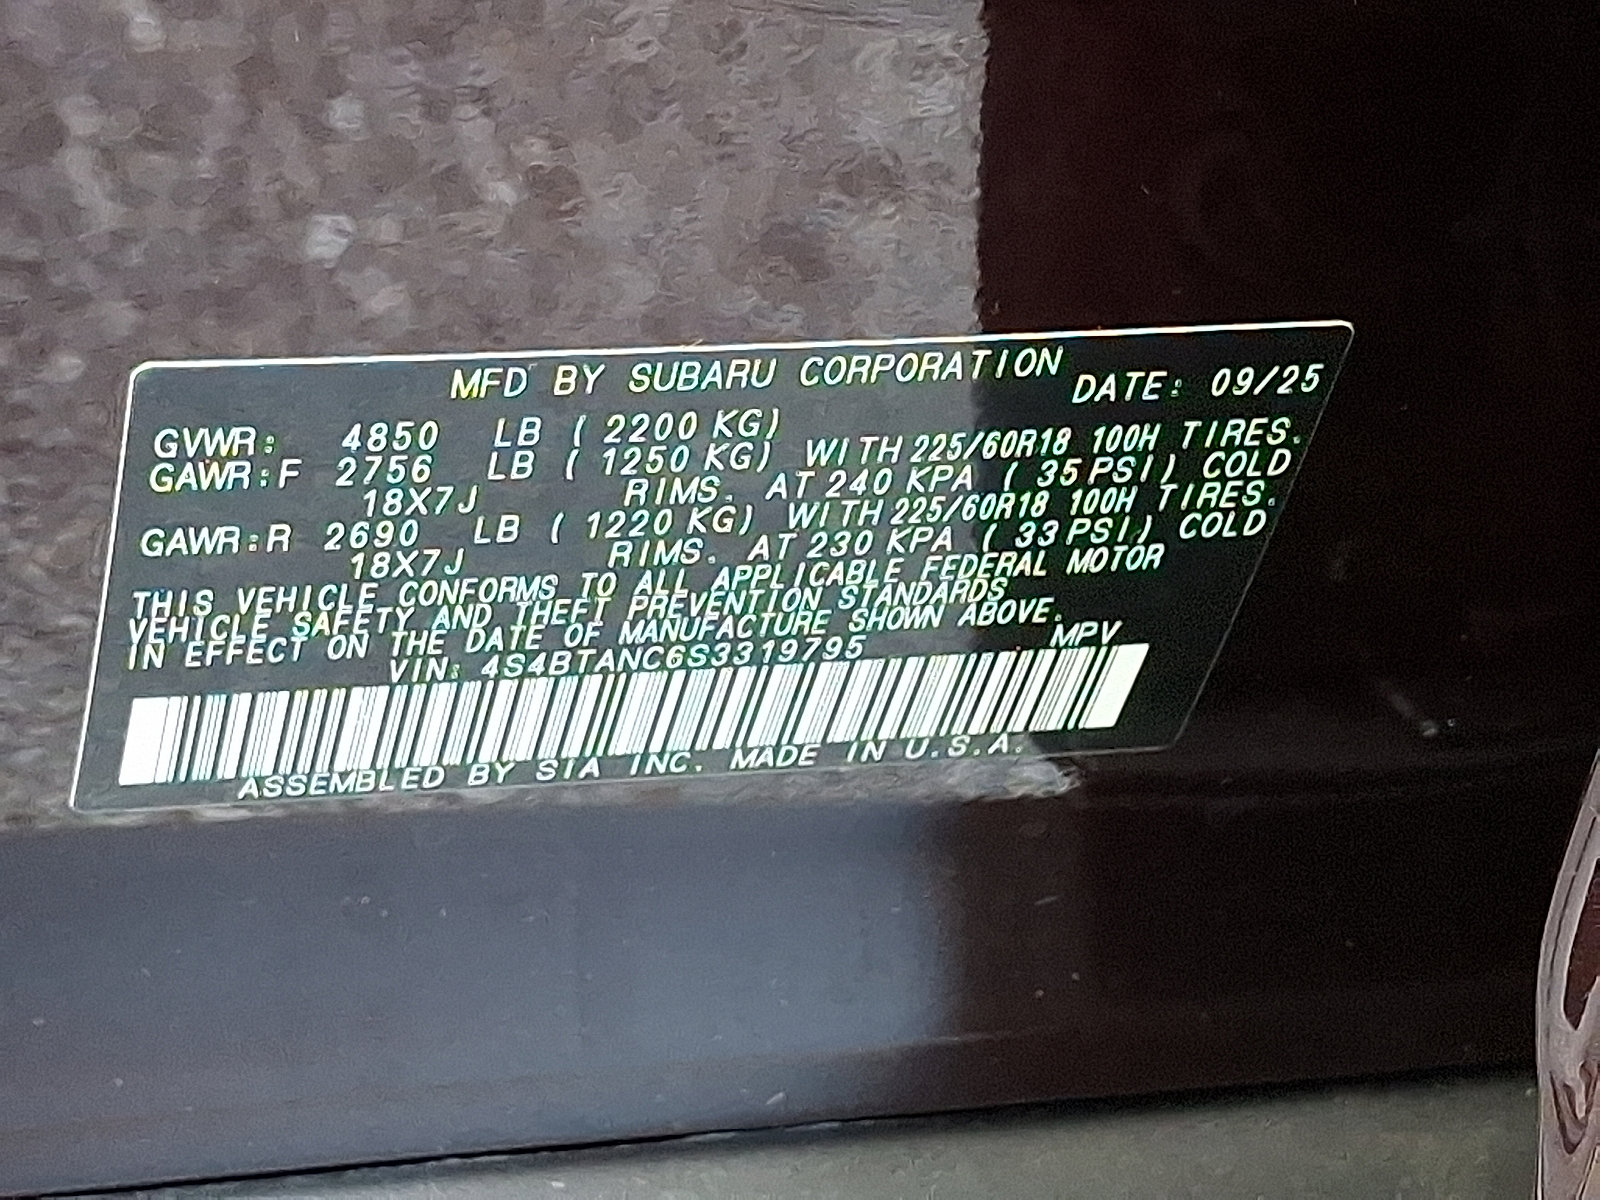 MFD BY SUBARU CORPORATION DATE: 09/25
GVWR: 4850 LB ( 2200 KG)
GAWR:F 2756 LB ( 1250 KG) WITH 225/60R18 100H TIRES.
18X7J RIMS. AT 240 KPA ( 35 PSI) COLD
GAWR:R 2690 LB ( 1220 KG) WITH 225/60R18 100H TIRES.
18X7J RIMS. AT 230 KPA ( 33 PSI) COLD
THIS VEHICLE CONFORMS TO ALL APPLICABLE FEDERAL MOTOR
VEHICLE SAFETY AND THEFT PREVENTION STANDARDS
IN EFFECT ON THE DATE OF MANUFACTURE SHOWN ABOVE.
VIN: 4S4BTANC6S3319795 MPV
ASSEMBLED BY SIA INC. MADE IN U.S.A.